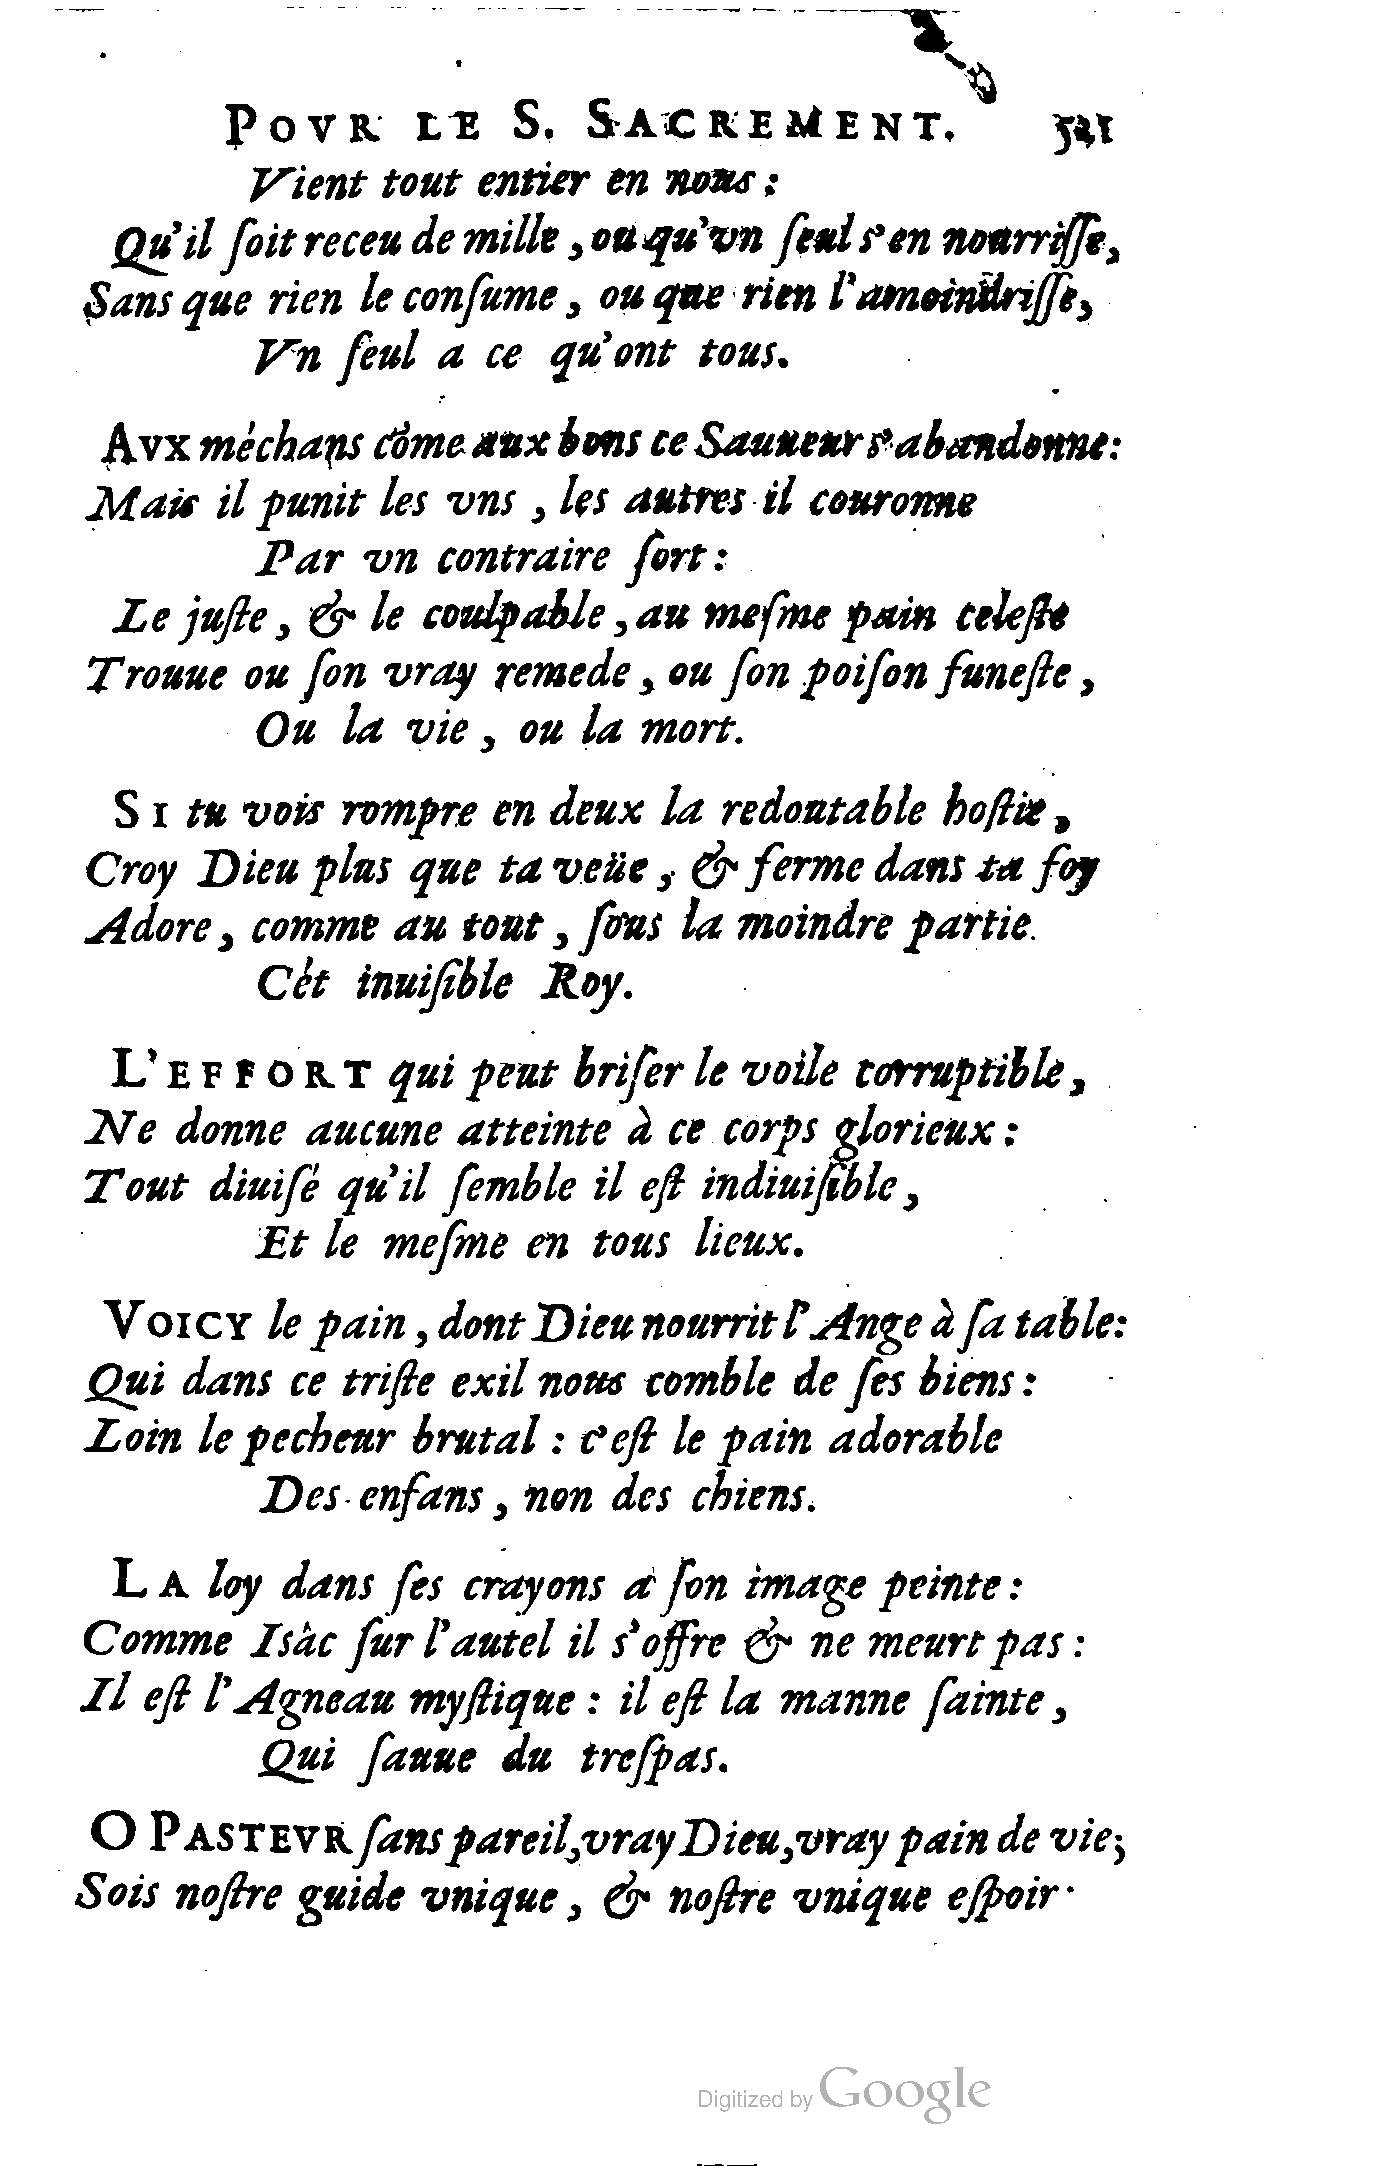 POVR LE S. SACREMENT. 521
Vient tout entier en nous :
Qu'il ſoit receu de mille, ou qu'vn ſeul s'en nourriſſe,
Sans que rien le conſume, ou que rien l'amoindriſſe,
Vn ſeul a ce qu'ont tous.
AVX méchans cõme aux bons ce Sauueur s'abandonne:
Mais il punit les vns, les autres il couronne
Par vn contraire ſort :
Le juſte, & le coulpable, au meſme pain celeſte
Trouue ou ſon vray remede, ou ſon poiſon funeſte,
Ou la vie, ou la mort.
SI tu vois rompre en deux la redoutable hoſtie,
Croy Dieu plus que ta veüe, & ferme dans ta foy
Adore, comme au tout, ſous la moindre partie.
Cèt inuiſible Roy.
L'EFFORT qui peut briſer le voile corruptible,
Ne donne aucune atteinte à ce corps glorieux :
Tout diuiſé qu'il ſemble il eſt indiuiſible,
Et le meſme en tous lieux.
VOICY le pain, dont Dieu nourrit l'Ange à ſa table:
Qui dans ce triſte exil nous comble de ſes biens :
Loin le pecheur brutal : c'eſt le pain adorable
Des enfans, non des chiens.
LA loy dans ſes crayons a ſon image peinte :
Comme Isàc ſur l'autel il s'offre & ne meurt pas :
Il eſt l'Agneau myſtique : il eſt la manne ſainte,
Qui ſauue du treſpas.
O PASTEVR ſans pareil, vray Dieu, vray pain de vie;
Sois noſtre guide vnique, & noſtre vnique eſpoir·
Digitized by Google